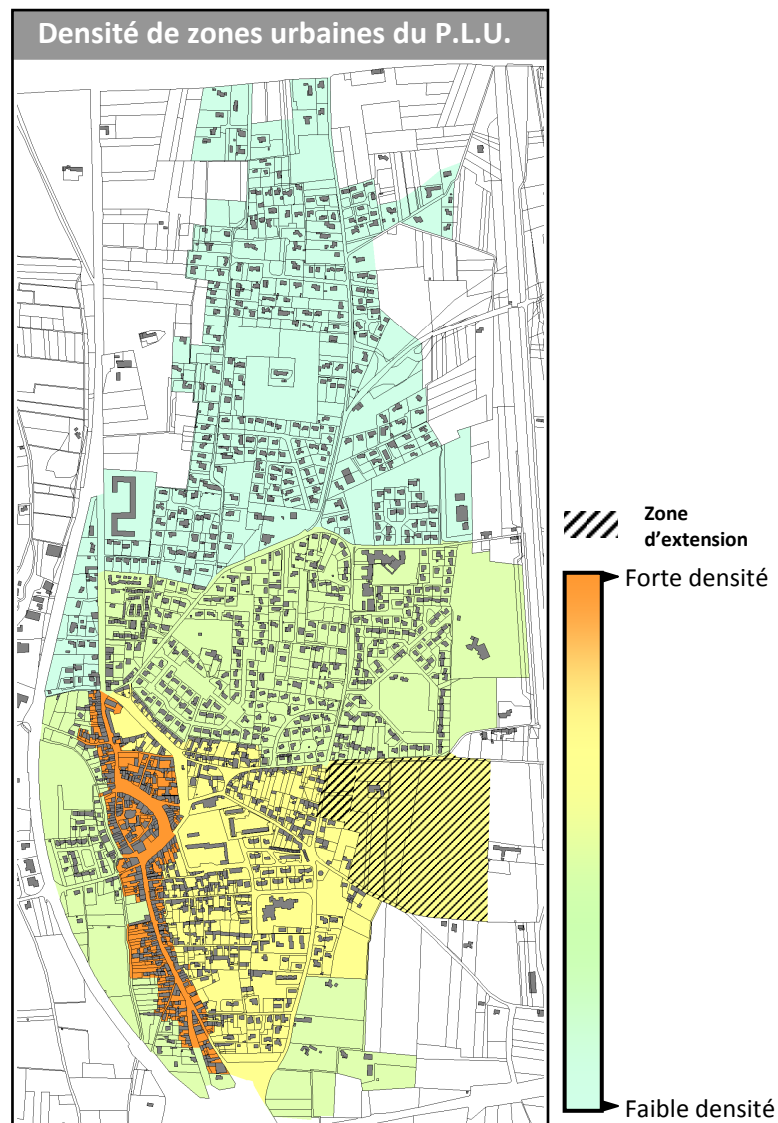 Densité de zones urbaines du P.L.U.
Zone
d’extension
Forte densité
Faible densité